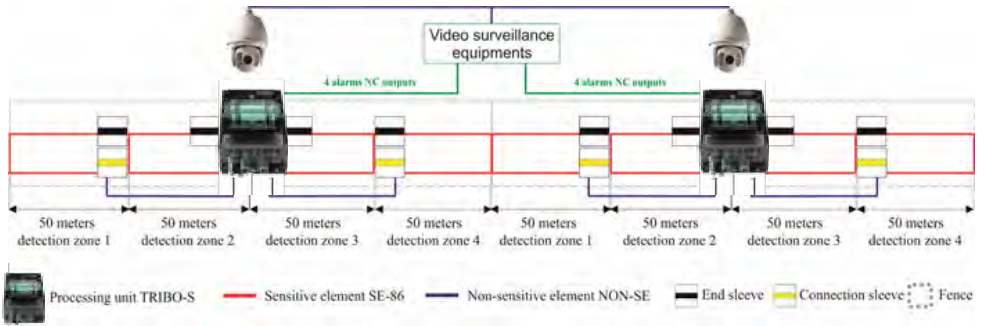 Video surveillance
equipments
4 alarms NC outputs
4 alarms NC outputs
50 meters
detection zone 1
50 meters
detection zone 2
50 meters
detection zone 3
50 meters
detection zone 4
50 meters
detection zone 1
50 meters
detection zone 2
50 meters
detection zone 3
50 meters
detection zone 4
Processing unit TRIBO-S
Sensitive element SE-86
Non-sensitive element NON-SE
End sleeve
Connection sleeve
Fence